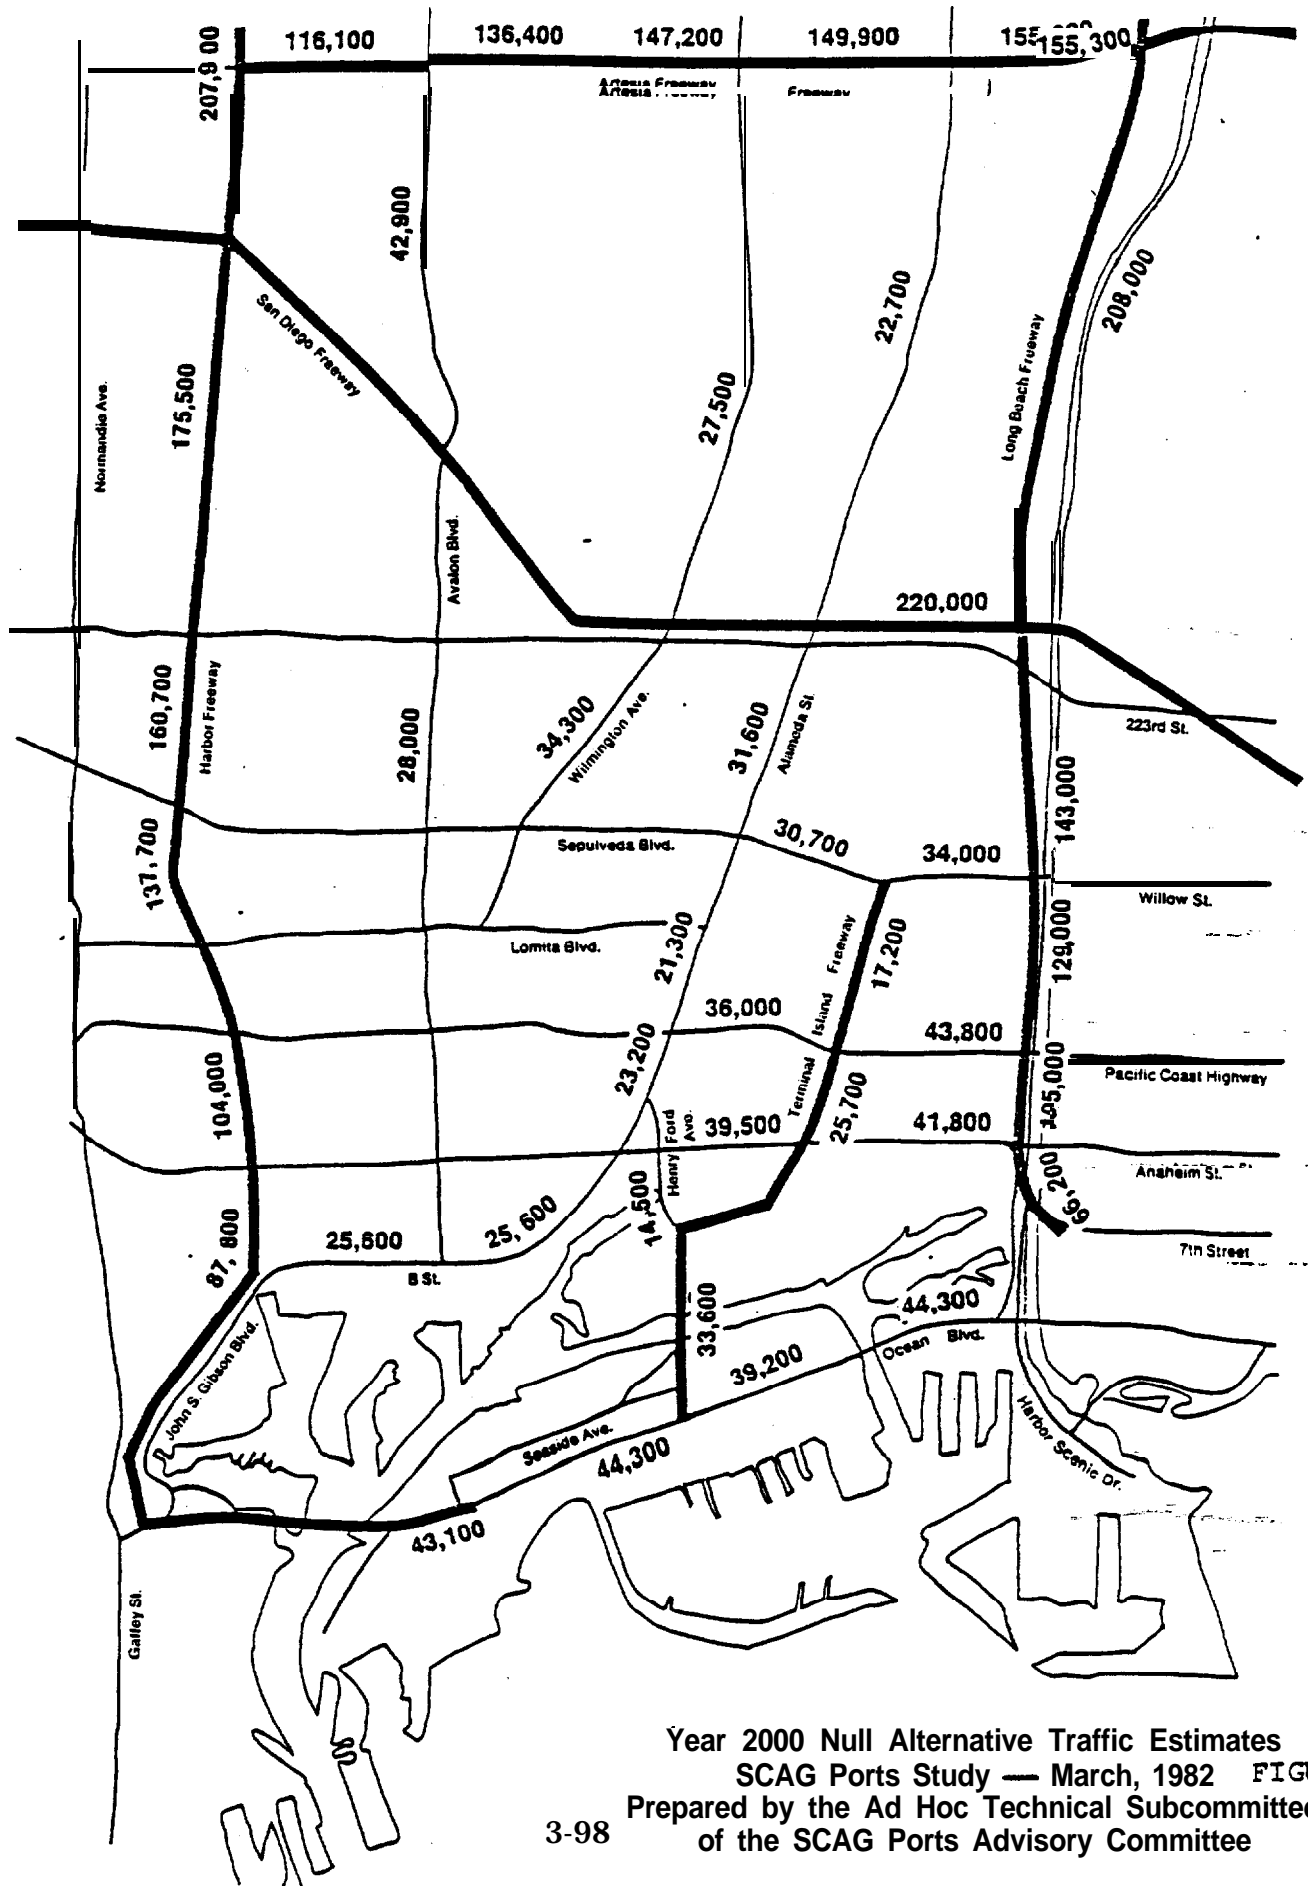 116,100
136,400
147,200
149,900
155,300
207,900
Artesia Freeway
Freeway
42,900
208,000
22,700
San Diego Freeway
Long Beach Freeway
175,500
27,500
Normandie Ave.
Avalon Blvd.
220,000
160,700
Harbor Freeway
28,000
34,300
Wilmington Ave.
31,600
Alameda St.
223rd St.
143,000
137,700
Sepulveda Blvd.
30,700
34,000
Willow St.
129,000
Lomita Blvd.
21,300
Terminal Island Freeway
17,200
36,000
43,800
23,200
Pacific Coast Highway
104,000
105,000
Henry Ford Ave.
39,500
25,700
41,800
Anaheim St.
66,200
14,500
87,800
25,600
25,600
B St.
7th Street
33,600
44,300
Ocean Blvd.
39,200
John S. Gibson Blvd.
Seaside Ave.
44,300
Harbor Scenic Dr.
43,100
Gaffey St.
Year 2000 Null Alternative Traffic Estimates
SCAG Ports Study — March, 1982 FIGU
Prepared by the Ad Hoc Technical Subcommittee
of the SCAG Ports Advisory Committee
3-98